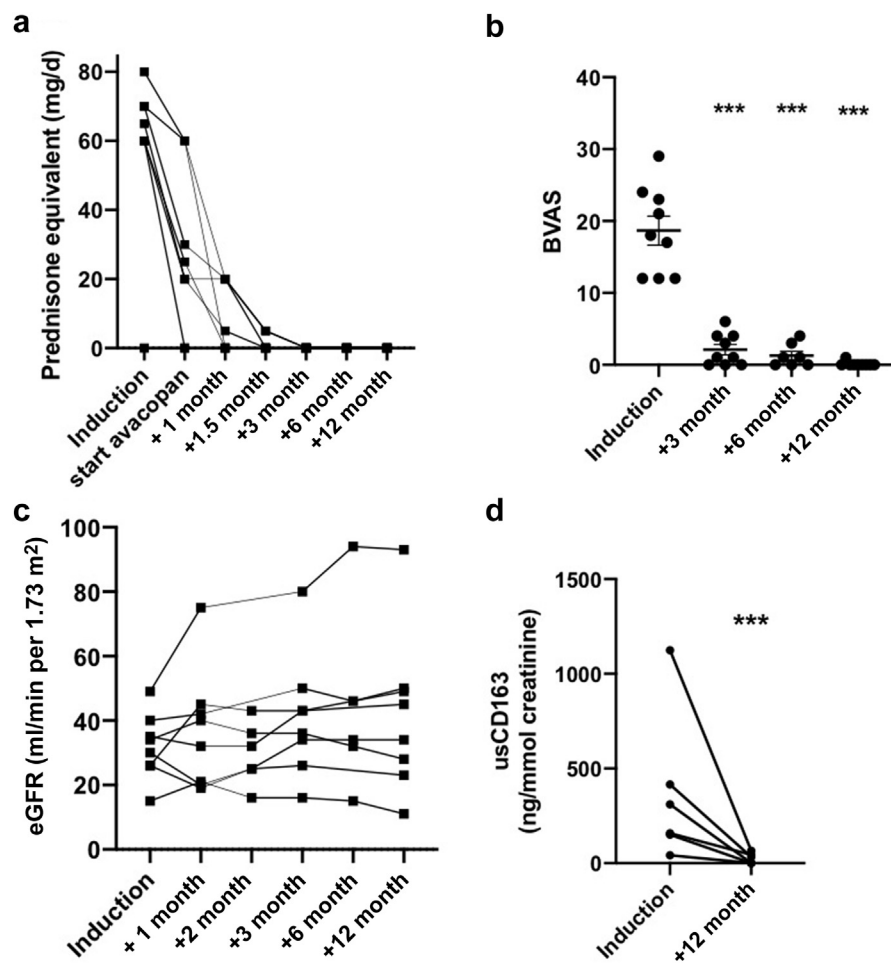 a
Prednisone equivalent (mg/d)
80
60
40
20
0
Induction
start avacopan
+ 1 month
+1.5 month
+3 month
+6 month
+12 month
b
BVAS
40
30
20
10
0
*** *** ***
Induction
+3 month
+6 month
+12 month
c
eGFR (ml/min per 1.73 m²)
100
80
60
40
20
0
Induction
+ 1 month
+2 month
+3 month
+6 month
+12 month
d
usCD163
(ng/mmol creatinine)
1500
1000
500
0
***
Induction
+12 month